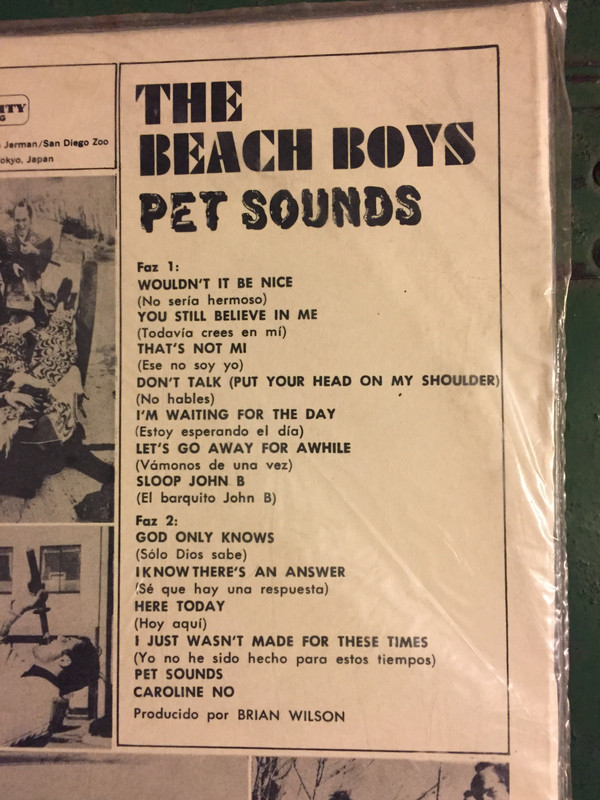 Jerman/San Diego Zoo
Japan
THE
BEACH BOYS
PET SOUNDS
Faz 1:
WOULDN'T IT BE NICE
(No sería hermoso)
YOU STILL BELIEVE IN ME
(Todavía crees en mí)
THAT'S NOT MI
(Ese no soy yo)
DON'T TALK (PUT YOUR HEAD ON MY SHOULDER)
(No hables)
I'M WAITING FOR THE DAY
(Estoy esperando el día)
LET'S GO AWAY FOR AWHILE
(Vámonos de una vez)
SLOOP JOHN B
(El barquito John B)
Faz 2:
GOD ONLY KNOWS
(Sólo Dios sabe)
I KNOW THERE'S AN ANSWER
(Sé que hay una respuesta)
HERE TODAY
(Hoy aquí)
I JUST WASN'T MADE FOR THESE TIMES
(Yo no he sido hecho para estos tiempos)
PET SOUNDS
CAROLINE NO
Producido por BRIAN WILSON